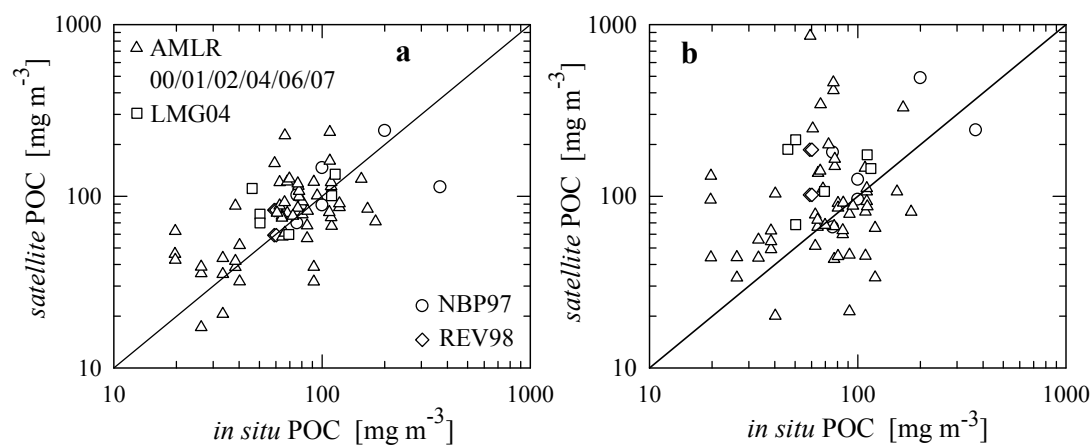 1000
a
AMLR
00/01/02/04/06/07
LMG04
satellite POC [mg m-3]
100
NBP97
REV98
10
10
100
1000
in situ POC [mg m-3]
1000
b
satellite POC [mg m-3]
100
10
10
100
1000
in situ POC [mg m-3]